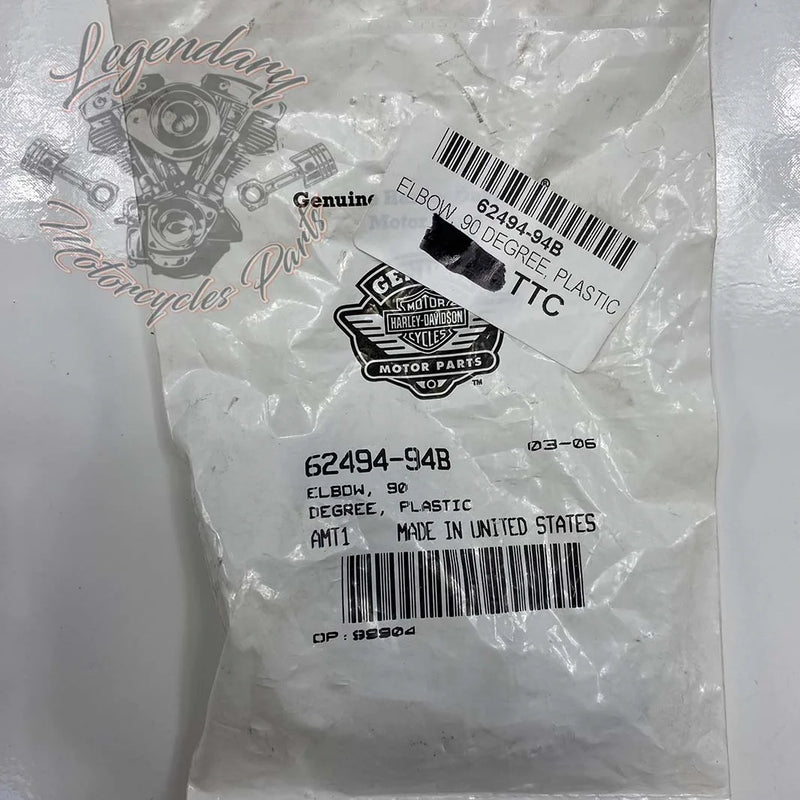 Legendary
Motorcycles Parts
Genuine
62494-94B
ELBOW, 90 DEGREE, PLASTIC
TTC
MOTOR
HARLEY-DAVIDSON
CYCLES
MOTOR PARTS
™
03-06
62494-94B
ELBOW, 90
DEGREE, PLASTIC
AMT1 MADE IN UNITED STATES
OP:99904